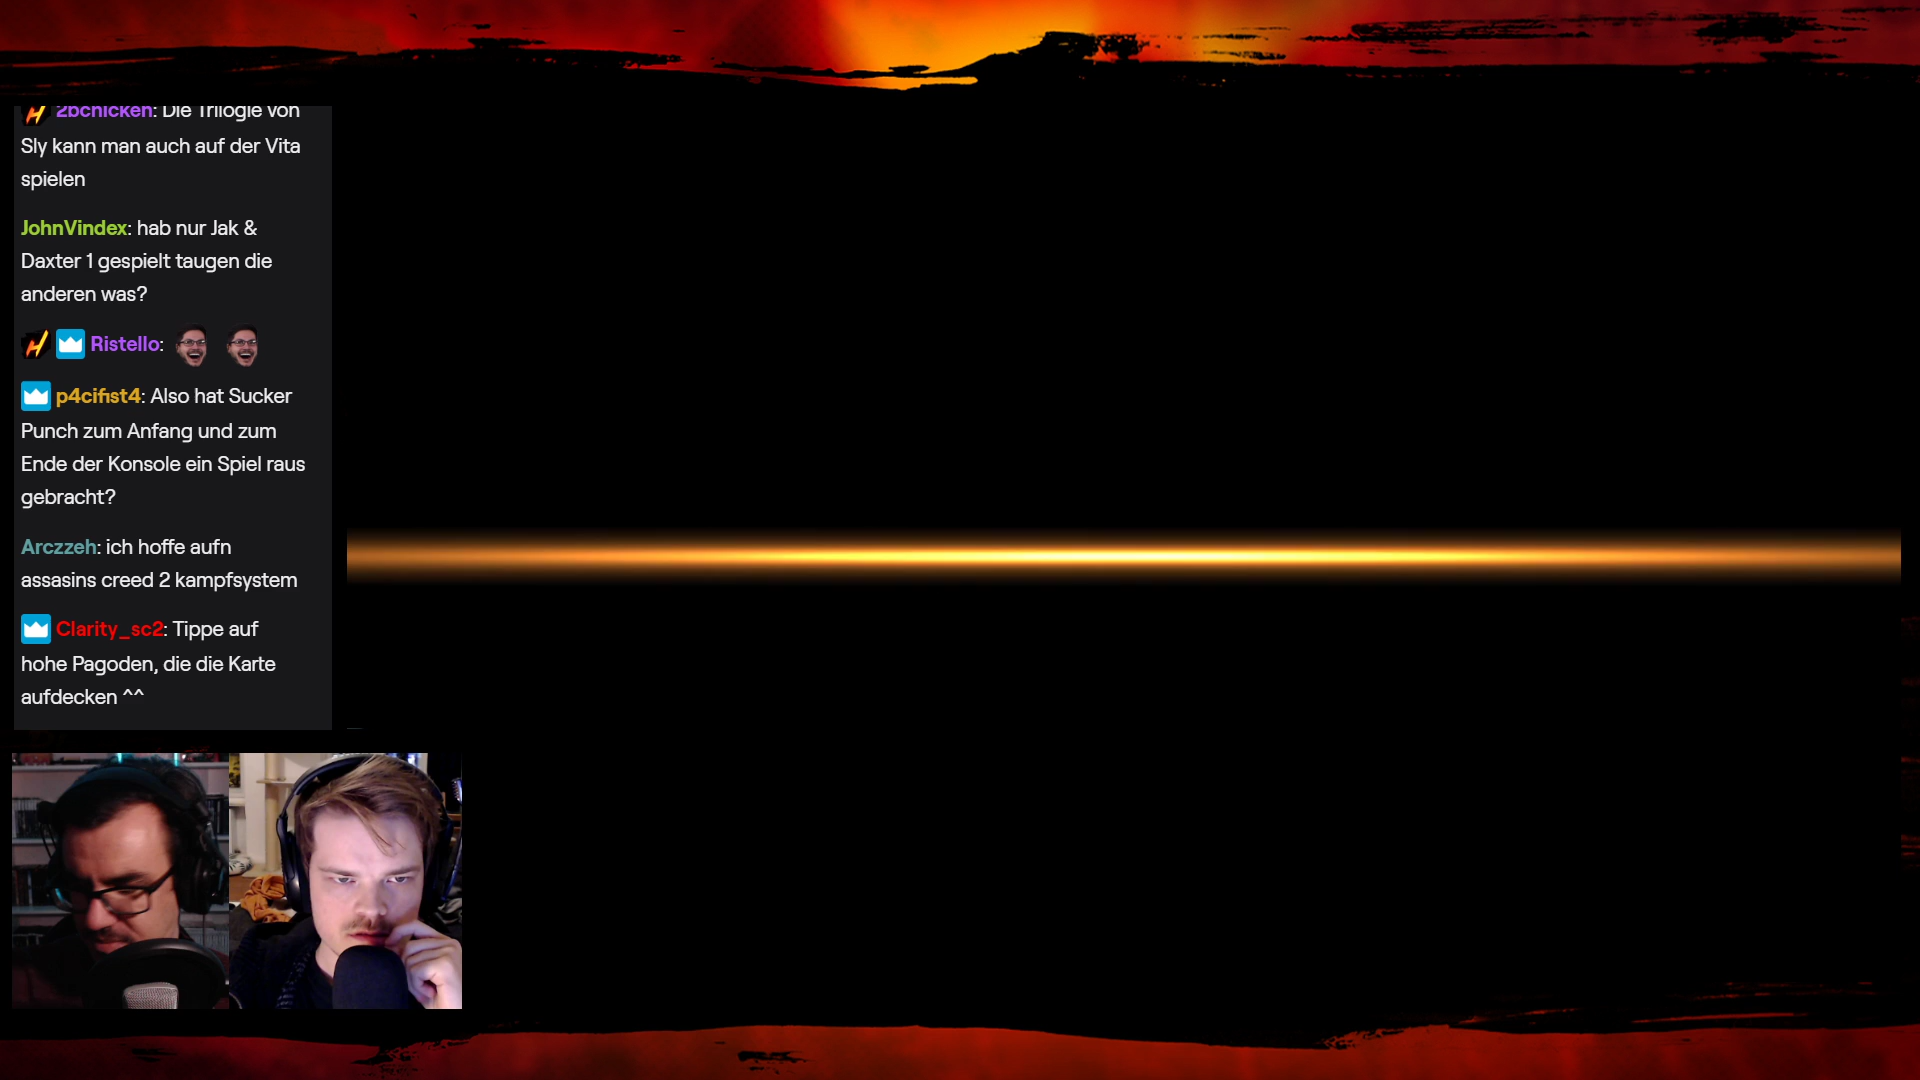 2bchicken: Die Trilogie von
Sly kann man auch auf der Vita
spielen
JohnVindex: hab nur Jak &
Daxter 1 gespielt taugen die
anderen was?
Ristello:
p4cifist4: Also hat Sucker
Punch zum Anfang und zum
Ende der Konsole ein Spiel raus
gebracht?
Arczzeh: ich hoffe aufn
assasins creed 2 kampfsystem
Clarity_sc2: Tippe auf
hohe Pagoden, die die Karte
aufdecken ^^